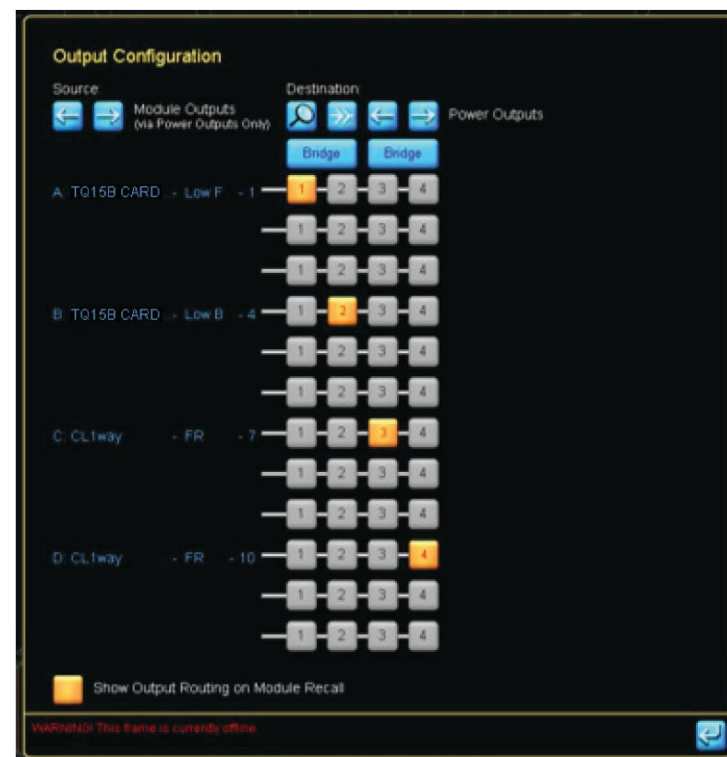 Output Configuration
Source:
Destination:
Module Outputs
(via Power Outputs Only)
Power Outputs
Bridge Bridge
A: TQ15B CARD - Low F - 1 1 2 3 4
1 2 3 4
1 2 3 4
B: TQ15B CARD - Low B - 4 1 2 3 4
1 2 3 4
1 2 3 4
C: CL1way - FR - 7 1 2 3 4
1 2 3 4
1 2 3 4
D: CL1way - FR - 10 1 2 3 4
1 2 3 4
1 2 3 4
Show Output Routing on Module Recall
WARNING! This frame is currently offline.